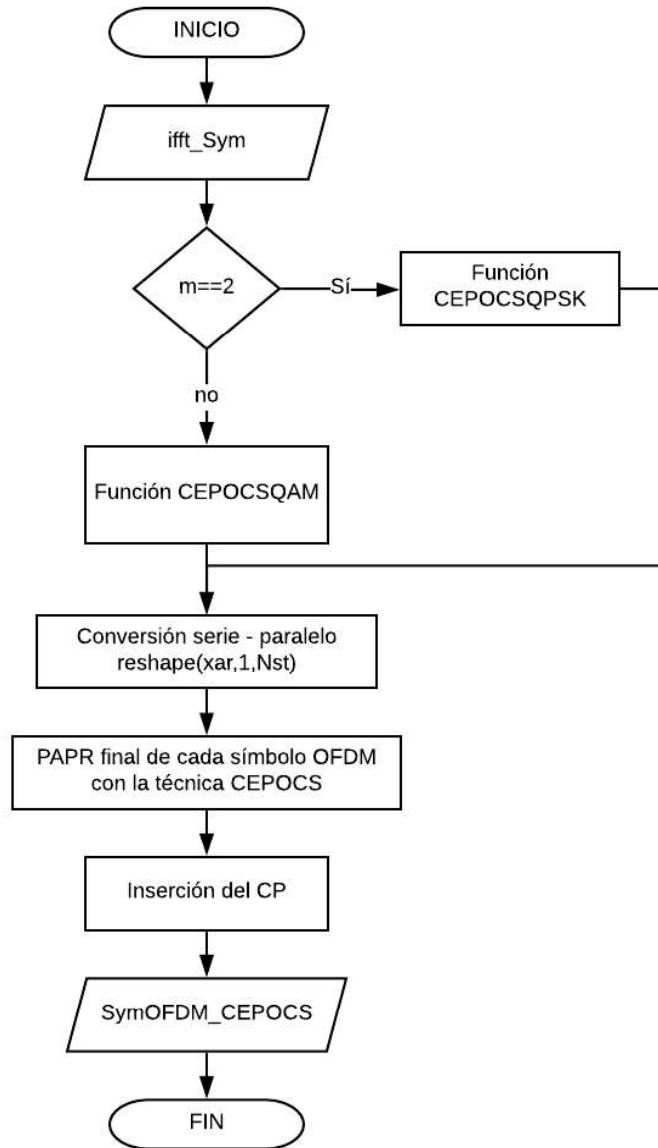 INICIO
ifft_Sym
m==2
Sí
Función
CEPOCSQPSK
no
Función CEPOCSQAM
Conversión serie - paralelo
reshape(xar,1,Nst)
PAPR final de cada símbolo OFDM
con la técnica CEPOCS
Inserción del CP
SymOFDM_CEPOCS
FIN